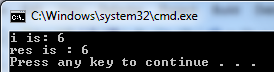 C:\Windows\system32\cmd.exe
i is: 6
res is : 6
Press any key to continue . . .